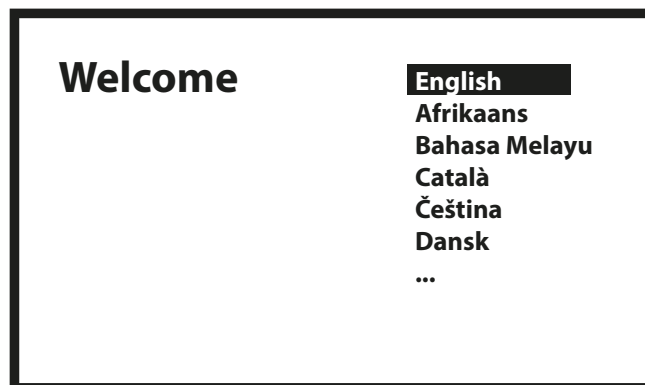 Welcome
English
Afrikaans
Bahasa Melayu
Català
Čeština
Dansk
...